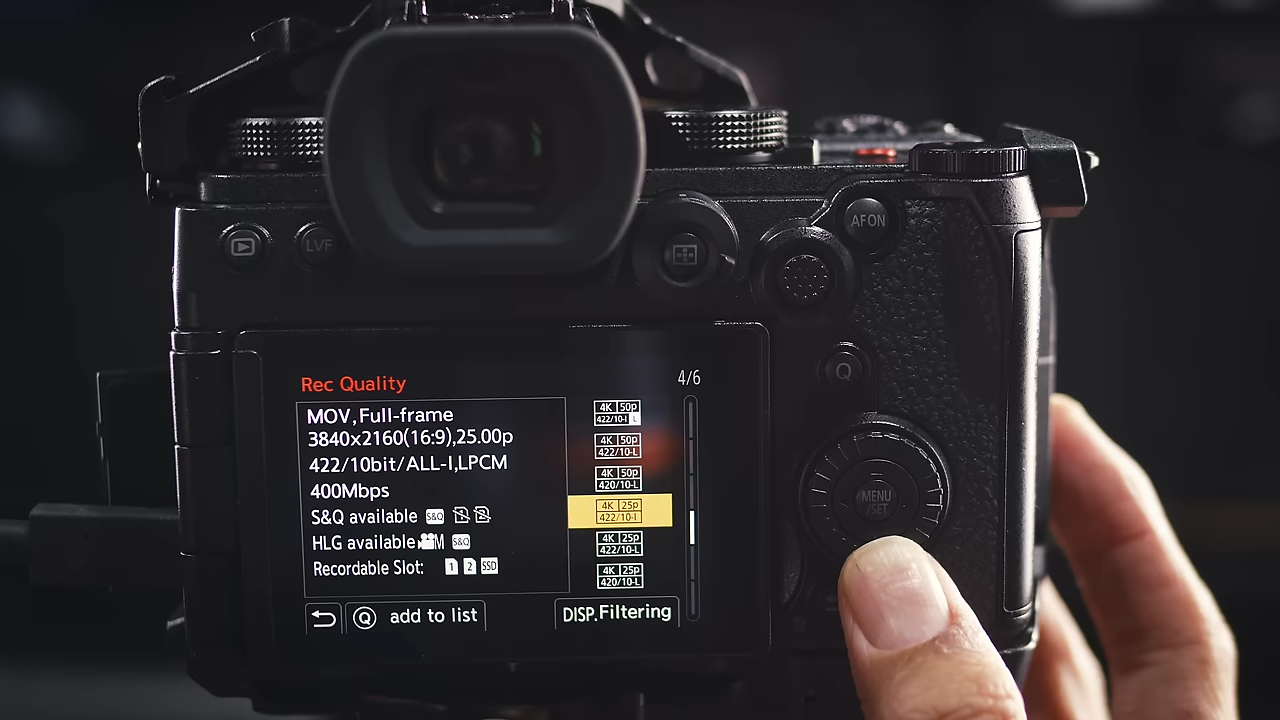 AF ON
LVF
Q
MENU
/SET
Rec Quality
4/6
MOV,Full-frame
3840x2160(16:9),25.00p
422/10bit/ALL-I,LPCM
400Mbps
S&Q available S&Q
HLG available M S&Q
Recordable Slot: 1 2 SSD
4K 50p
422/10-I L
4K 50p
422/10-L
4K 50p
420/10-L
4K 25p
422/10-I
4K 25p
422/10-L
4K 25p
420/10-L
Q add to list
DISP.Filtering